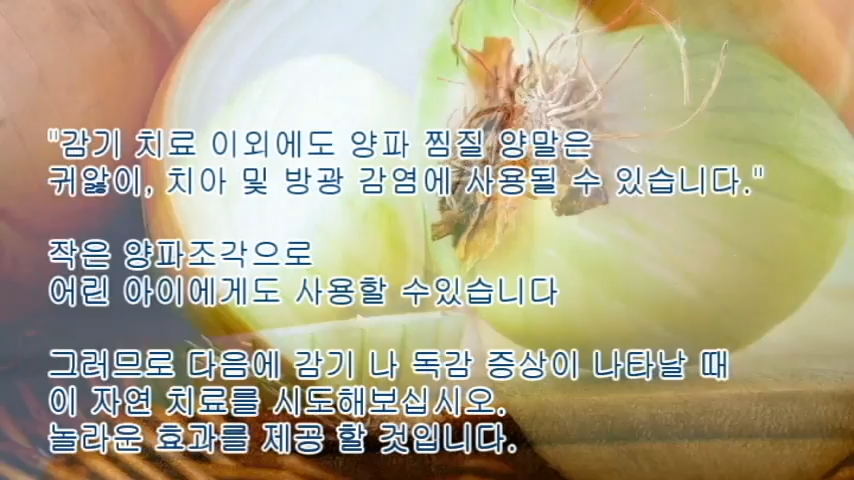 "감기 치료 이외에도 양파 찜질 양말은
귀앓이, 치아 및 방광 감염에 사용될 수 있습니다."
작은 양파조각으로
어린 아이에게도 사용할 수있습니다
그러므로 다음에 감기 나 독감 증상이 나타날 때
이 자연 치료를 시도해보십시오.
놀라운 효과를 제공 할 것입니다.